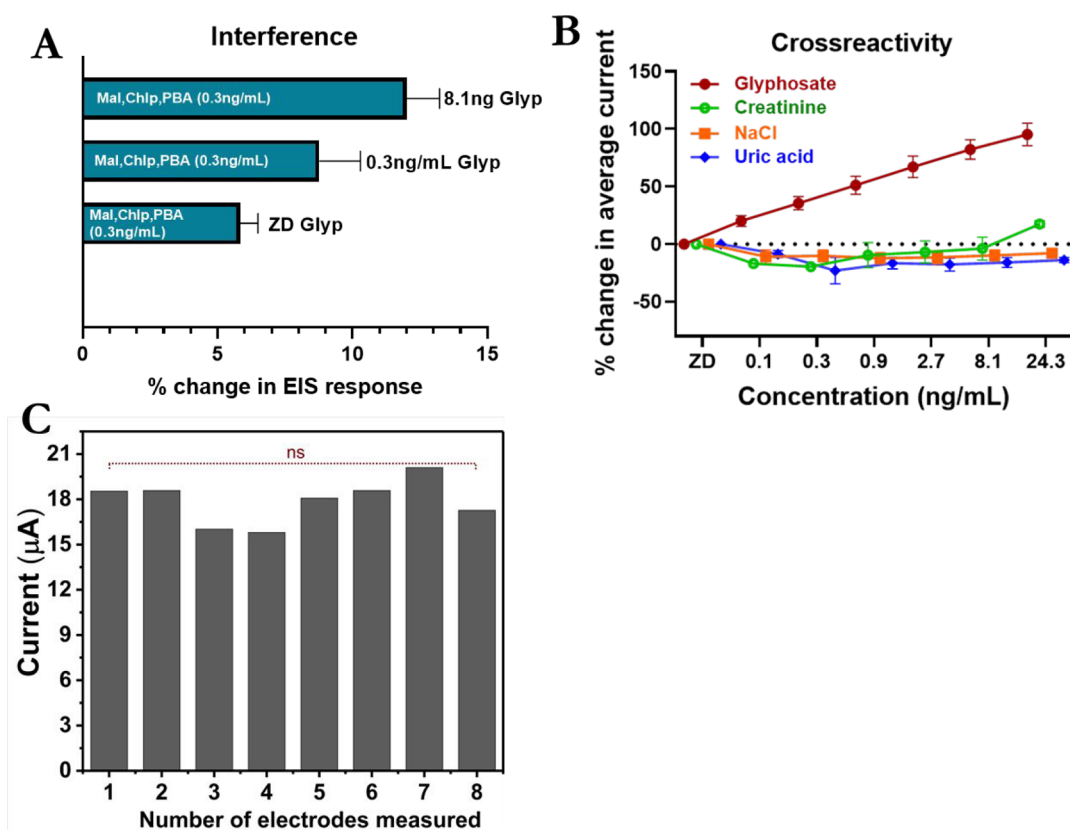 A
Interference
Mal,Chlp,PBA (0.3ng/mL)
8.1ng Glyp
Mal,Chlp,PBA (0.3ng/mL)
0.3ng/mL Glyp
Mal,Chlp,PBA
(0.3ng/mL)
ZD Glyp
0 5 10 15
% change in EIS response
B
Crossreactivity
% change in average current
150
100
50
0
-50
Glyphosate
Creatinine
NaCl
Uric acid
ZD 0.1 0.3 0.9 2.7 8.1 24.3
Concentration (ng/mL)
C
Current (μA)
21
18
15
12
9
6
3
0
ns
1 2 3 4 5 6 7 8
Number of electrodes measured